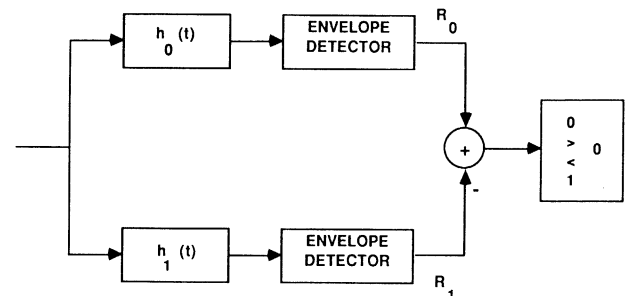 h (t)
0
ENVELOPE
DETECTOR
R
0
+
-
0
>
< 0
1
h (t)
1
ENVELOPE
DETECTOR
R
1